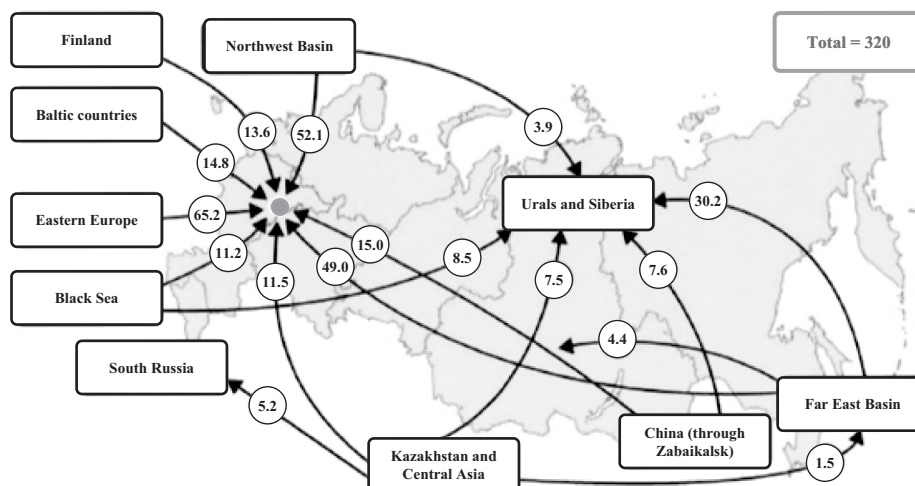 Finland
Northwest Basin
Total = 320
Baltic countries
3.9
13.6
52.1
14.8
Urals and Siberia
30.2
Eastern Europe
65.2
11.2
15.0
8.5
49.0
7.6
11.5
7.5
Black Sea
4.4
South Russia
5.2
Far East Basin
China (through
Zabaikalsk)
Kazakhstan and
Central Asia
1.5